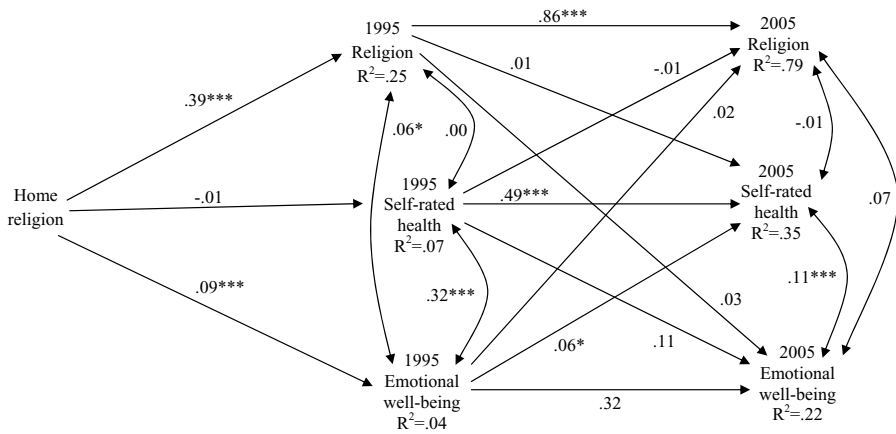 1995
Religion
R²=.25
2005
Religion
R²=.79
.86***
.39***
.01
-.01
.06*
.00
.02
-.01
Home
religion
-.01
1995
Self-rated
health
R²=.07
.49***
2005
Self-rated
health
R²=.35
.07
.09***
.32***
.03
.11***
.11
.06*
1995
Emotional
well-being
R²=.04
.32
2005
Emotional
well-being
R²=.22